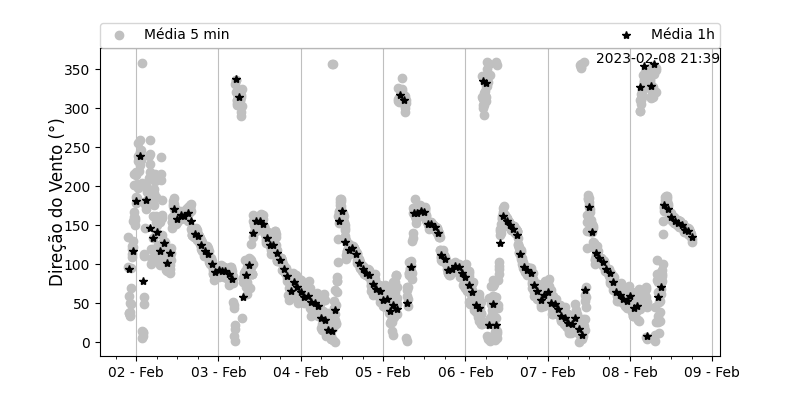 Média 5 min
Média 1h
2023-02-08 21:39
Direção do Vento (°)
350
300
250
200
150
100
50
0
02 - Feb
03 - Feb
04 - Feb
05 - Feb
06 - Feb
07 - Feb
08 - Feb
09 - Feb